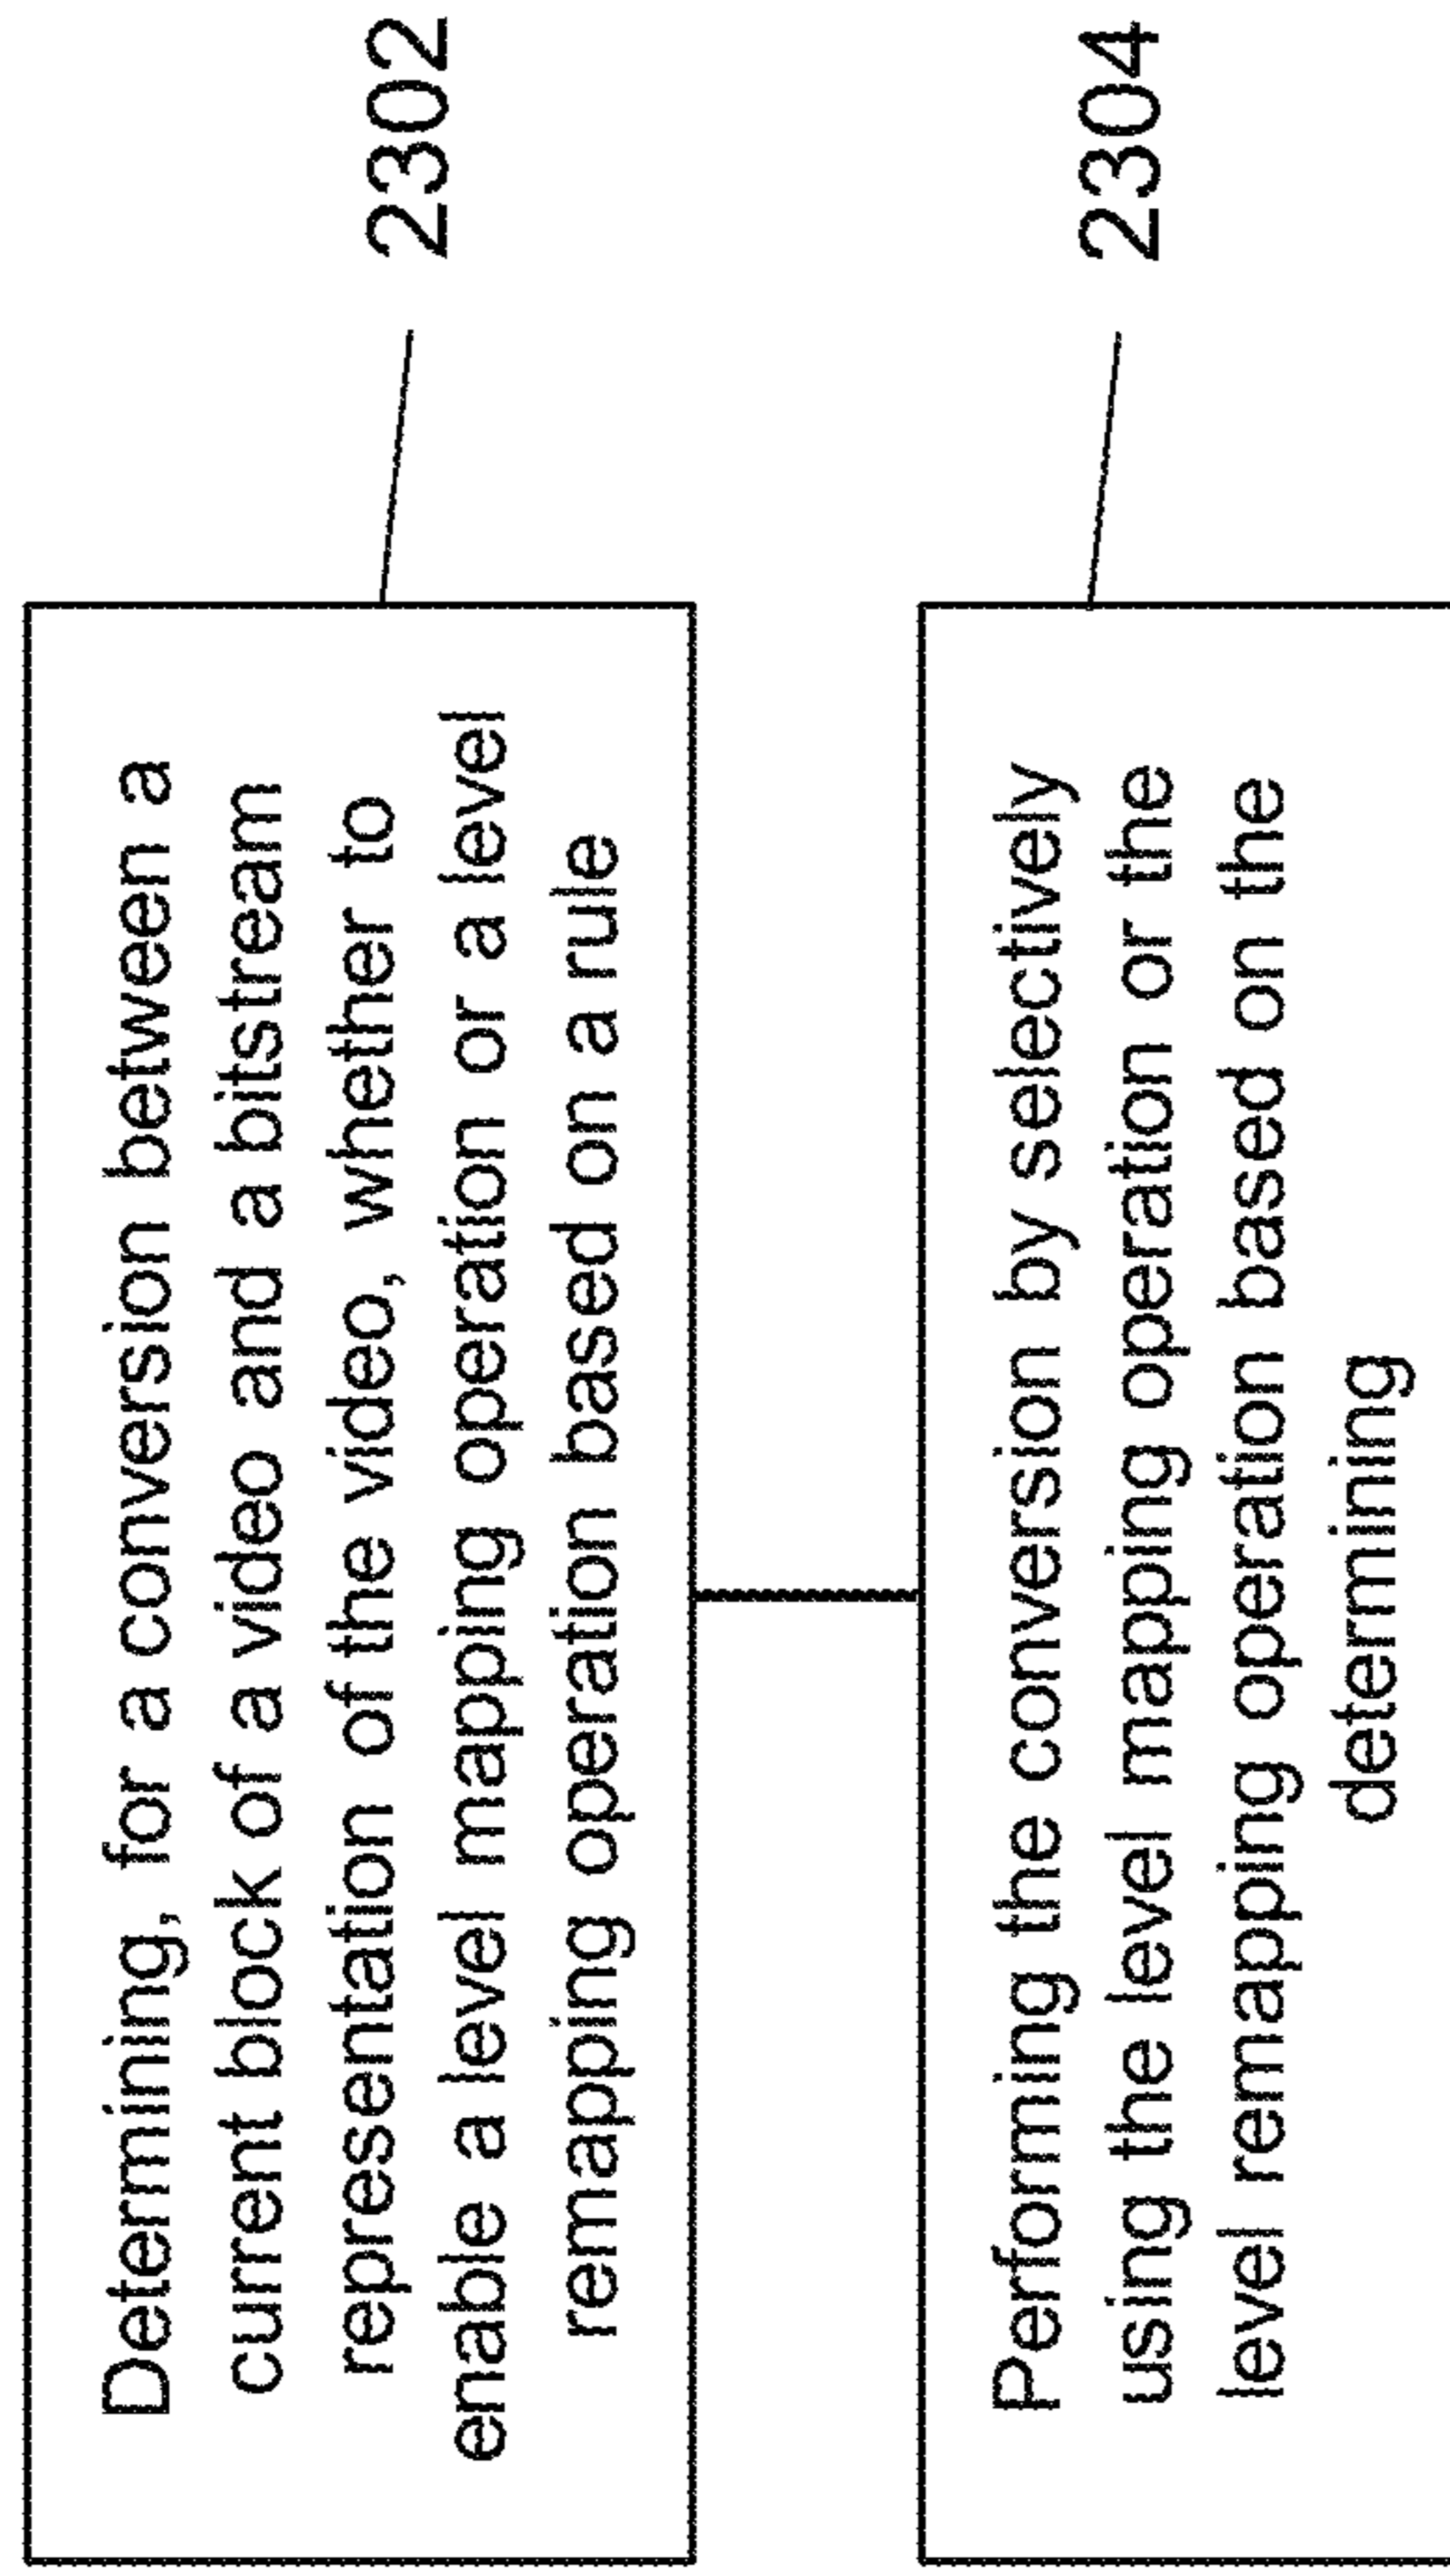 Determining, for a conversion between a
current block of a video and a bitstream
representation of the video, whether to
enable a level mapping operation or a level
remapping operation based on a rule
2302
Performing the conversion by selectively
using the level mapping operation or the
level remapping operation based on the
determining
2304